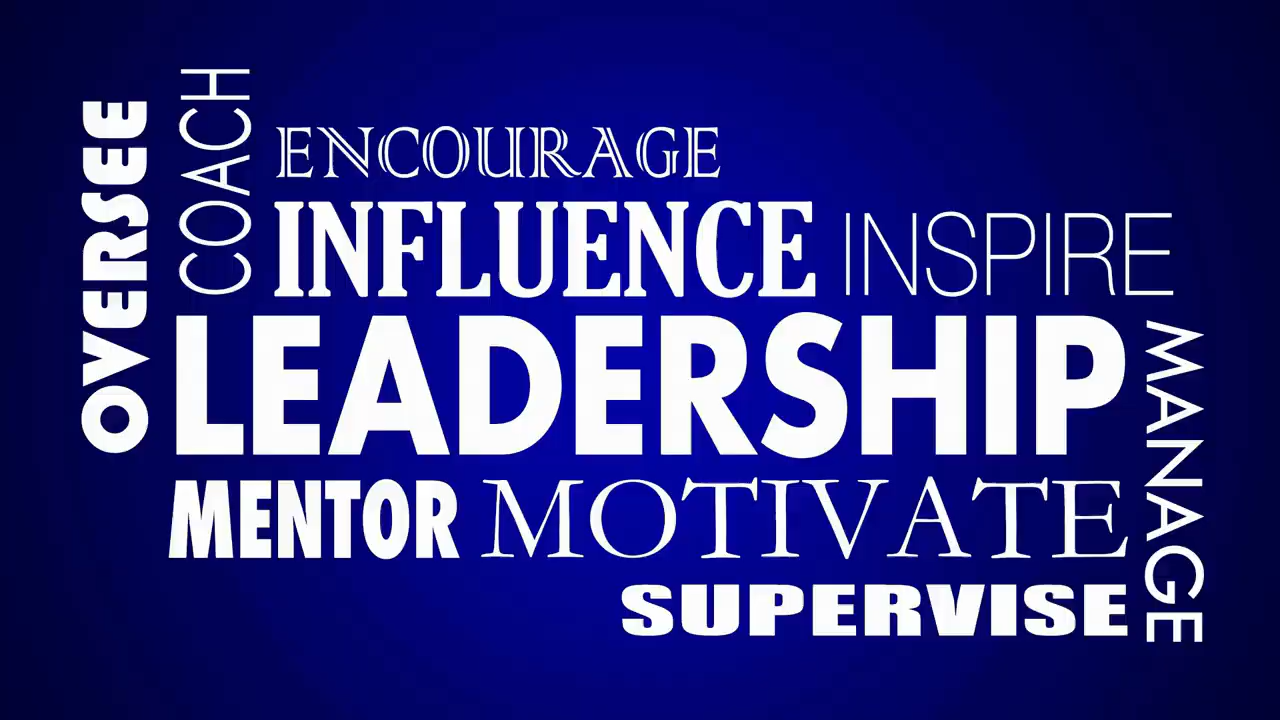 OVERSEE
COACH
ENCOURAGE
INFLUENCE INSPIRE
LEADERSHIP
MANAGE
MENTOR MOTIVATE
SUPERVISE